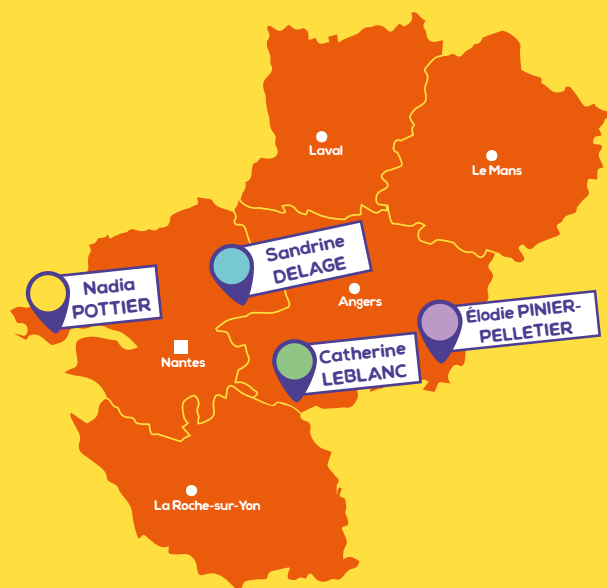 Laval
Le Mans
Sandrine
DELAGE
Nadia
POTTIER
Angers
Élodie PINIER-
PELLETIER
Nantes
Catherine
LEBLANC
La Roche-sur-Yon